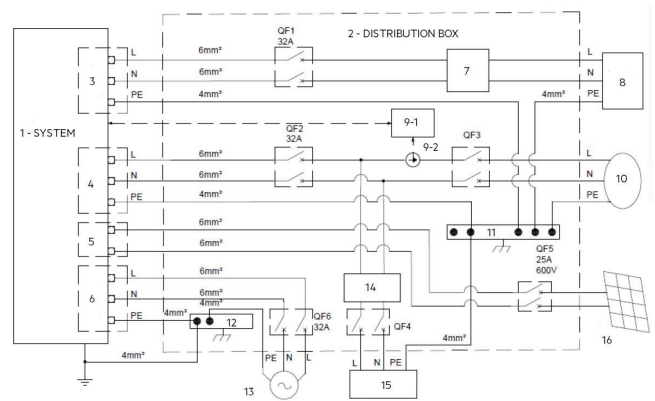 2 - DISTRIBUTION BOX
QF1
32A
L
6mm²
L
3
N
6mm²
7
N
8
PE
4mm²
4mm²
PE
1 - SYSTEM
9-1
QF2
32A
9-2
QF3
L
6mm²
L
4
N
6mm²
N
10
PE
4mm²
PE
6mm²
5
11
6mm²
QF5
25A
600V
L
6mm²
6
N
6mm²
14
4mm²
PE
4mm²
12
QF6
32A
QF4
16
4mm²
4mm²
PE N L
L N PE
13
15